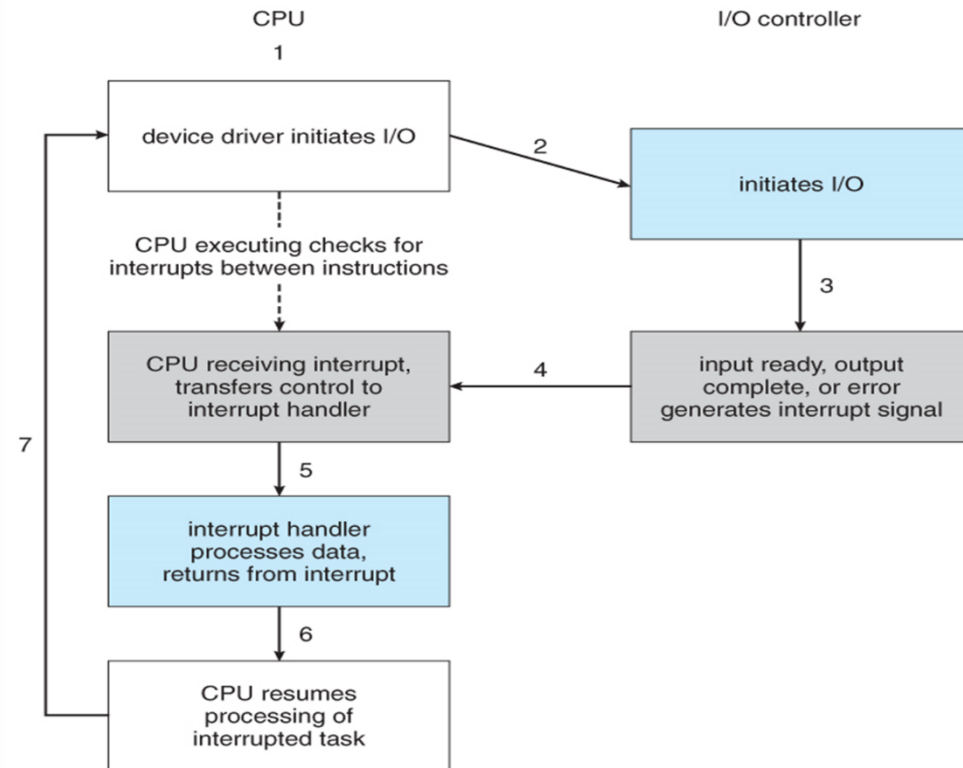 CPU
I/O controller
1
device driver initiates I/O
2
initiates I/O
CPU executing checks for
interrupts between instructions
3
CPU receiving interrupt,
transfers control to
interrupt handler
4
input ready, output
complete, or error
generates interrupt signal
7
5
interrupt handler
processes data,
returns from interrupt
6
CPU resumes
processing of
interrupted task